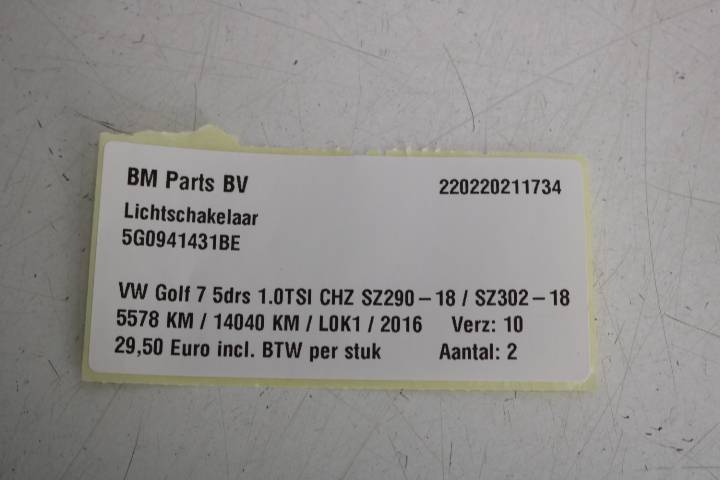 BM Parts BV 220220211734
Lichtschakelaar
5G0941431BE
VW Golf 7 5drs 1.0TSI CHZ SZ290-18 / SZ302-18
5578 KM / 14040 KM / L0K1 / 2016 Verz: 10
29,50 Euro incl. BTW per stuk Aantal: 2